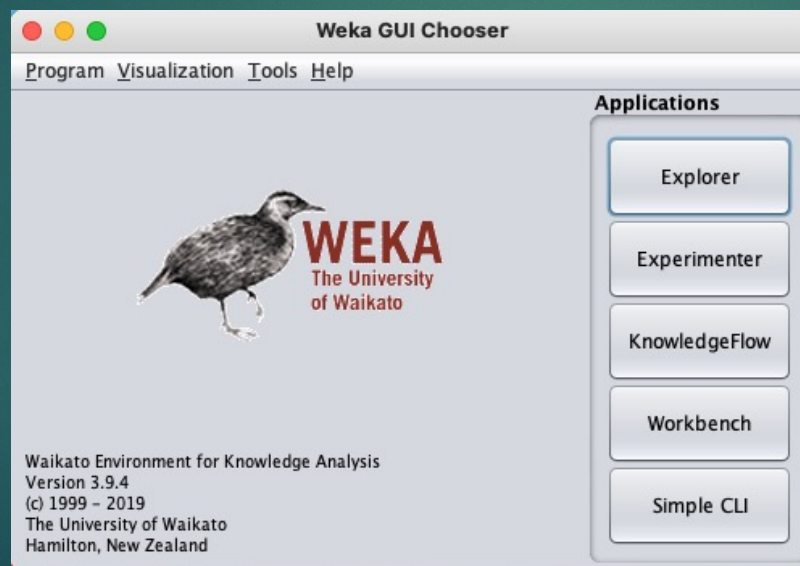 Weka GUI Chooser
Program Visualization Tools Help
Applications
Explorer
Experimenter
KnowledgeFlow
Workbench
Simple CLI
WEKA
The University
of Waikato
Waikato Environment for Knowledge Analysis
Version 3.9.4
(c) 1999 – 2019
The University of Waikato
Hamilton, New Zealand